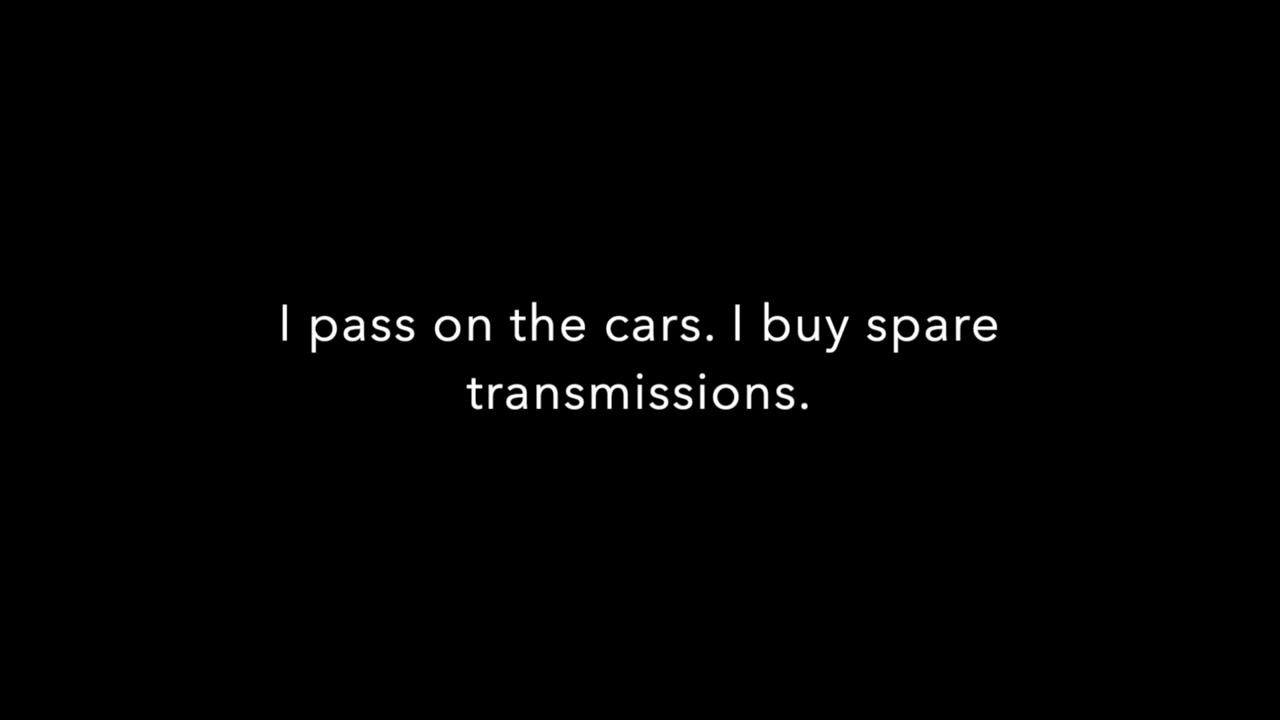 I pass on the cars. I buy spare
transmissions.